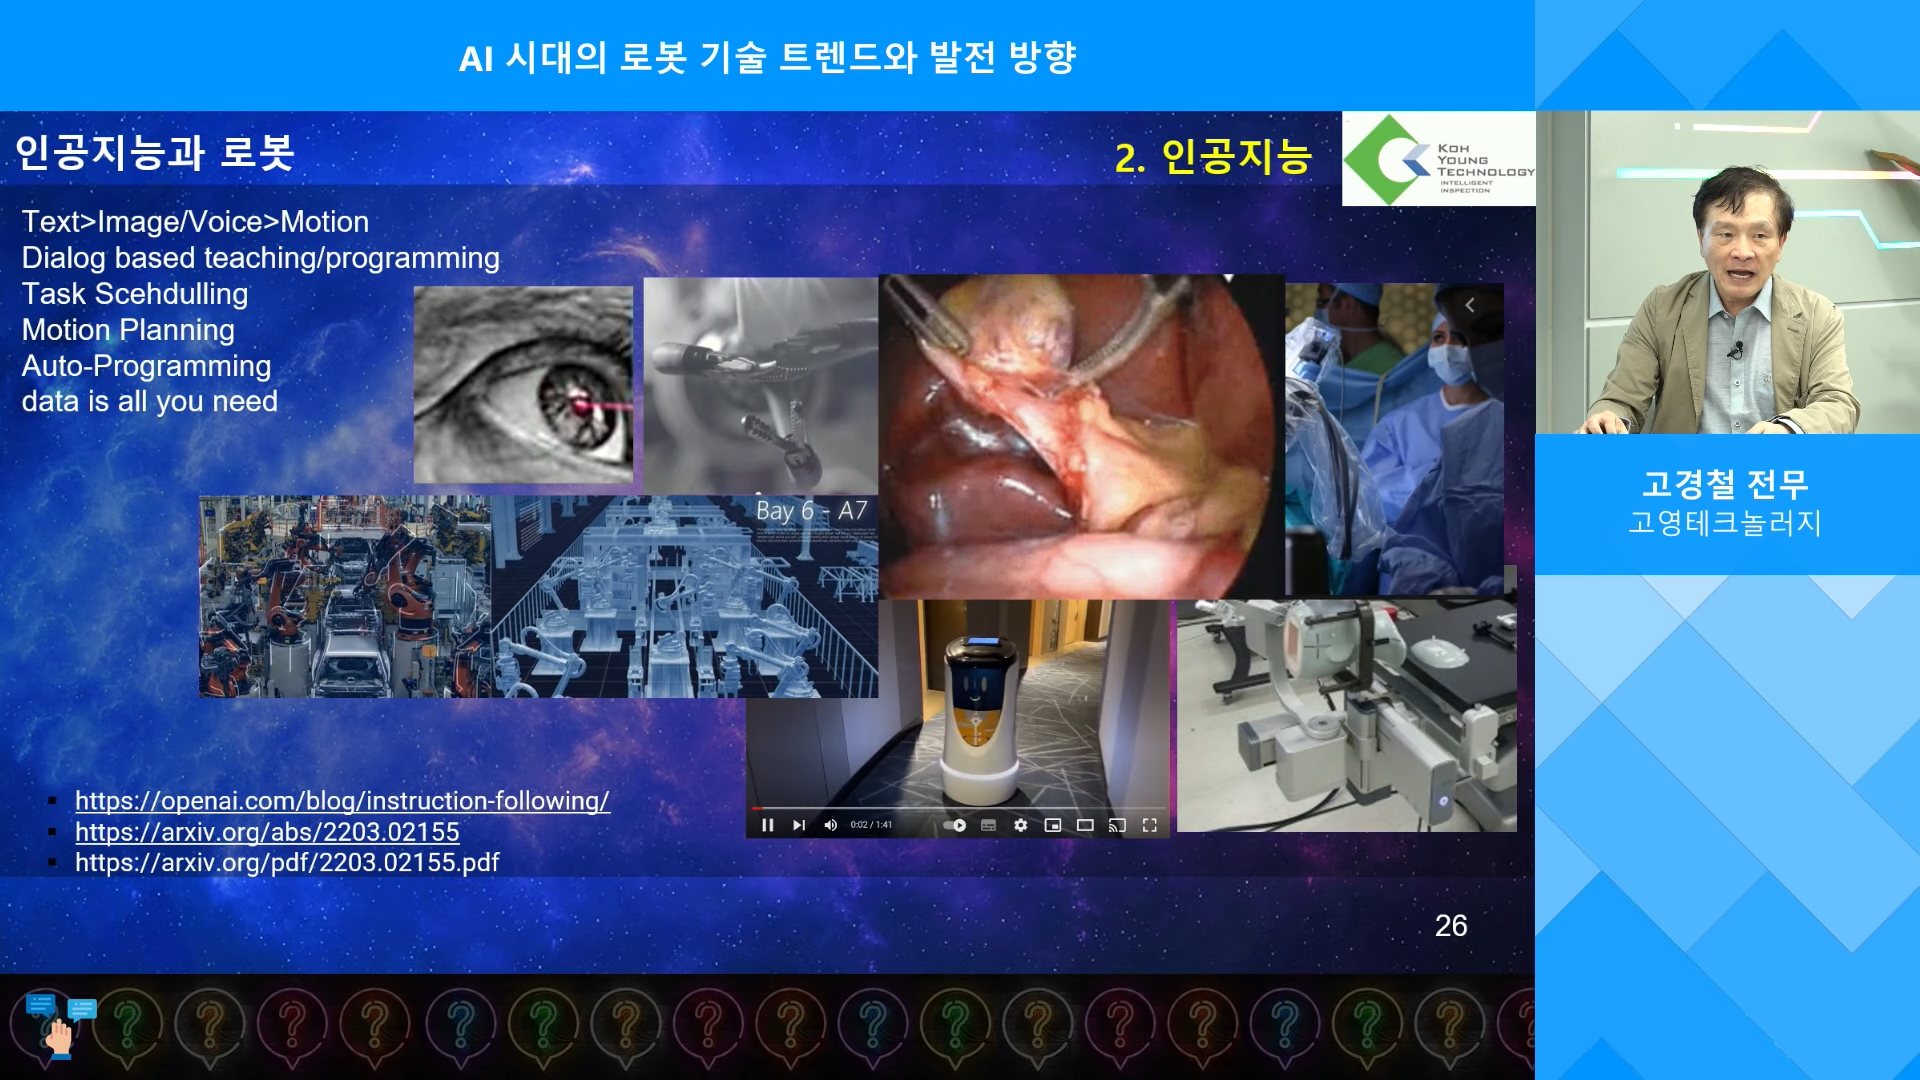 AI 시대의 로봇 기술 트렌드와 발전 방향
인공지능과 로봇
2. 인공지능
KOH
YOUNG
TECHNOLOGY
INTELLIGENT
INSPECTION
Text>Image/Voice>Motion
Dialog based teaching/programming
Task Scehdulling
Motion Planning
Auto-Programming
data is all you need
Bay 6 - A7
0:02 / 1:41
https://openai.com/blog/instruction-following/
https://arxiv.org/abs/2203.02155
https://arxiv.org/pdf/2203.02155.pdf
26
고경철 전무
고영테크놀러지